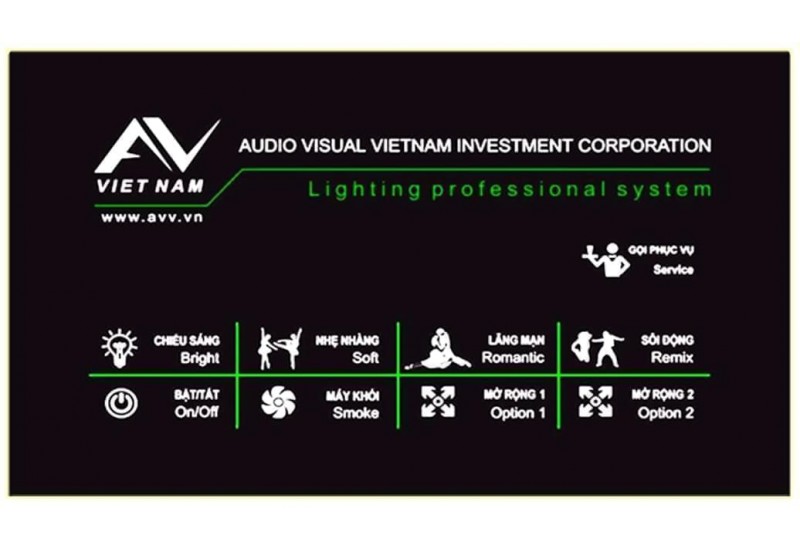 AV
VIET NAM
www.avv.vn
AUDIO VISUAL VIETNAM INVESTMENT CORPORATION
Lighting professional system
GỌI PHỤC VỤ
Service
CHIẾU SÁNG
Bright
NHẸ NHÀNG
Soft
LÃNG MẠN
Romantic
SÔI ĐỘNG
Remix
BẬT/TẮT
On/Off
MÁY KHÓI
Smoke
MỞ RỘNG 1
Option 1
MỞ RỘNG 2
Option 2